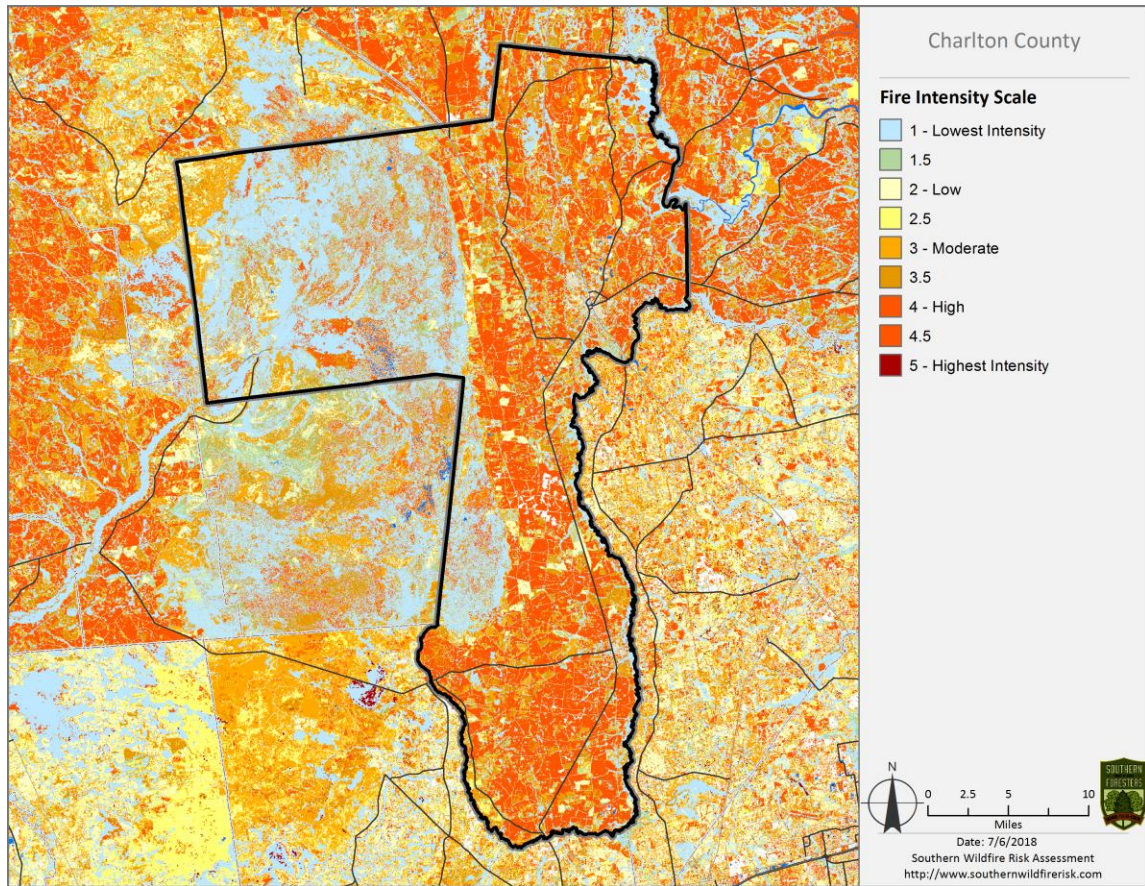 Charlton County
Fire Intensity Scale
1 - Lowest Intensity
1.5
2 - Low
2.5
3 - Moderate
3.5
4 - High
4.5
5 - Highest Intensity
N
0 2.5 5 10
Miles
SOUTHERN
FORESTERS
Date: 7/6/2018
Southern Wildfire Risk Assessment
http://www.southernwildfirerisk.com